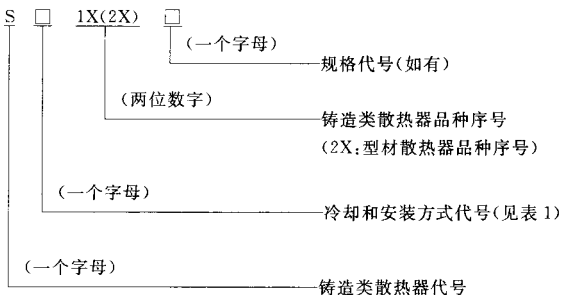 S □ 1X(2X) □
(一个字母)
规格代号(如有)
(两位数字)
铸造类散热器品种序号
(2X:型材散热器品种序号)
(一个字母)
冷却和安装方式代号(见表1)
(一个字母)
铸造类散热器代号